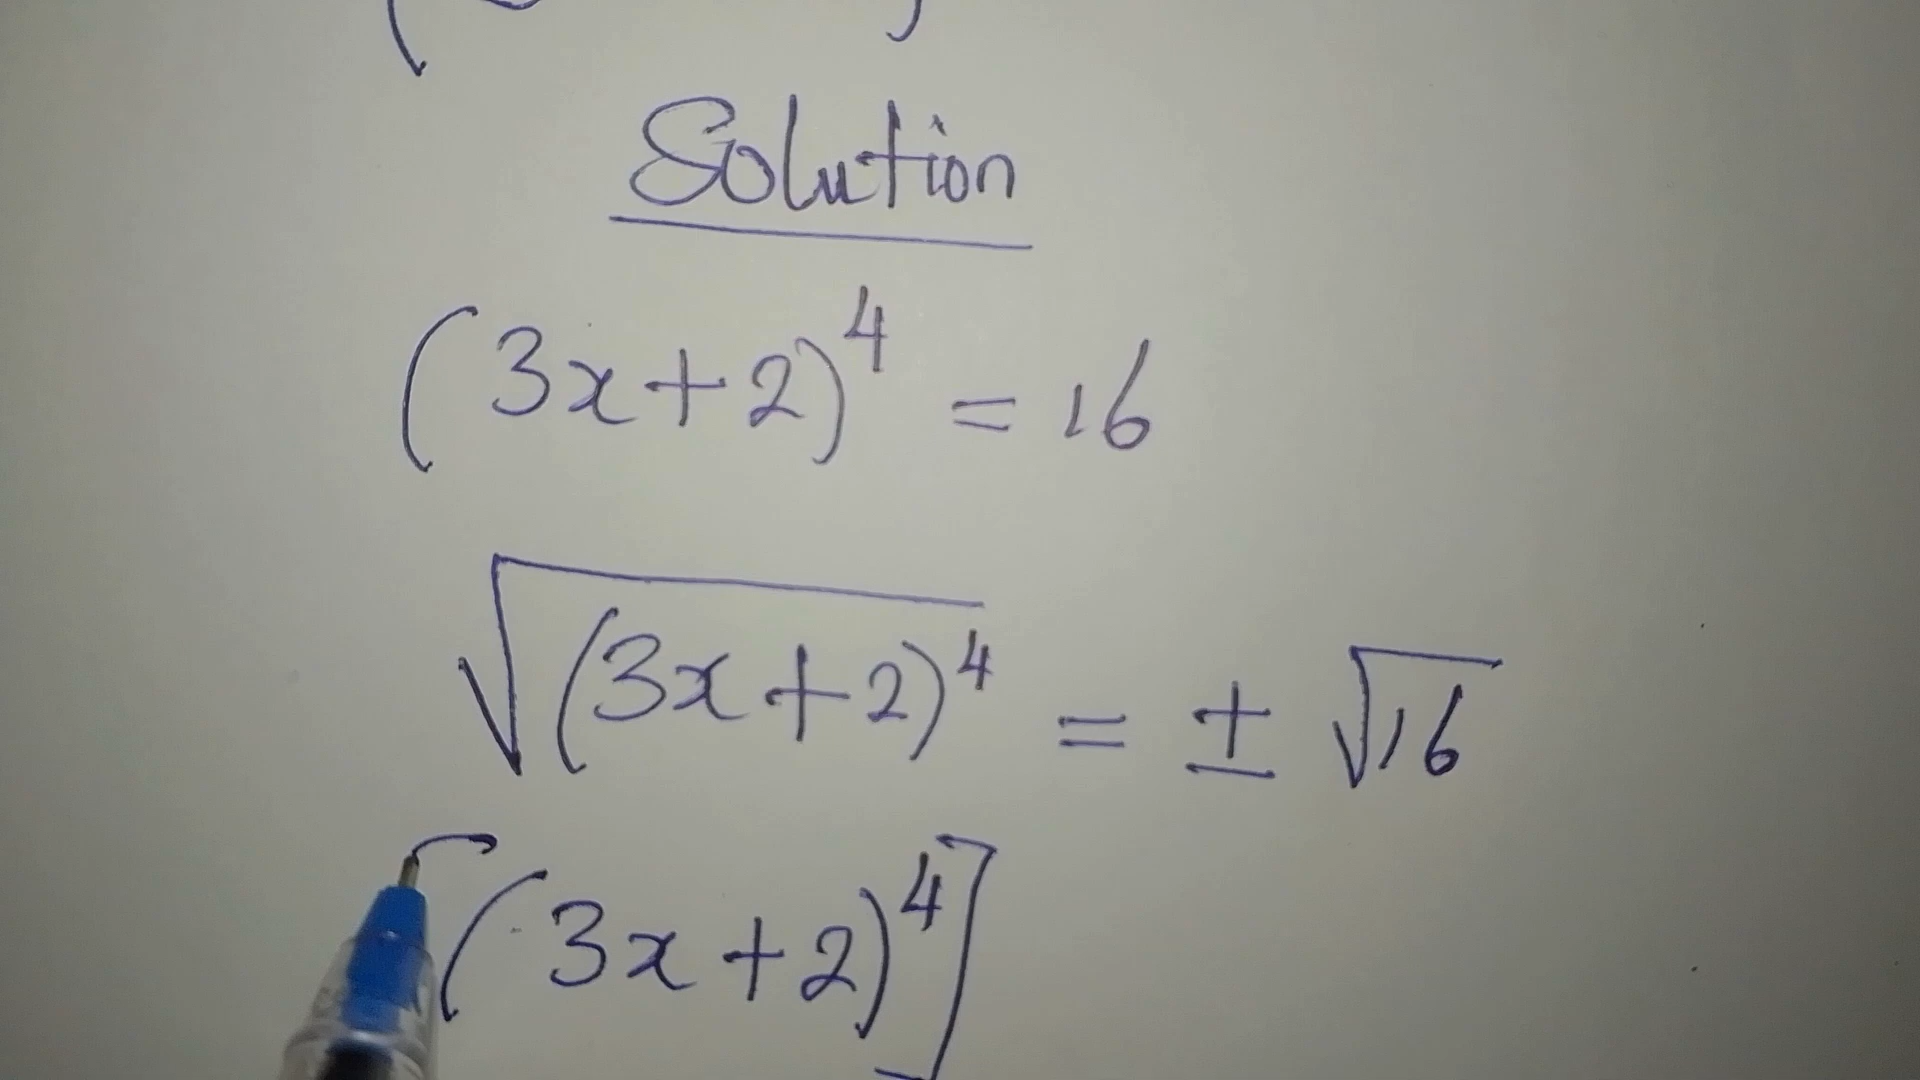 Solution
(3x+2)⁴ = 16
√(3x+2)⁴ = ± √16
[(3x+2)⁴]